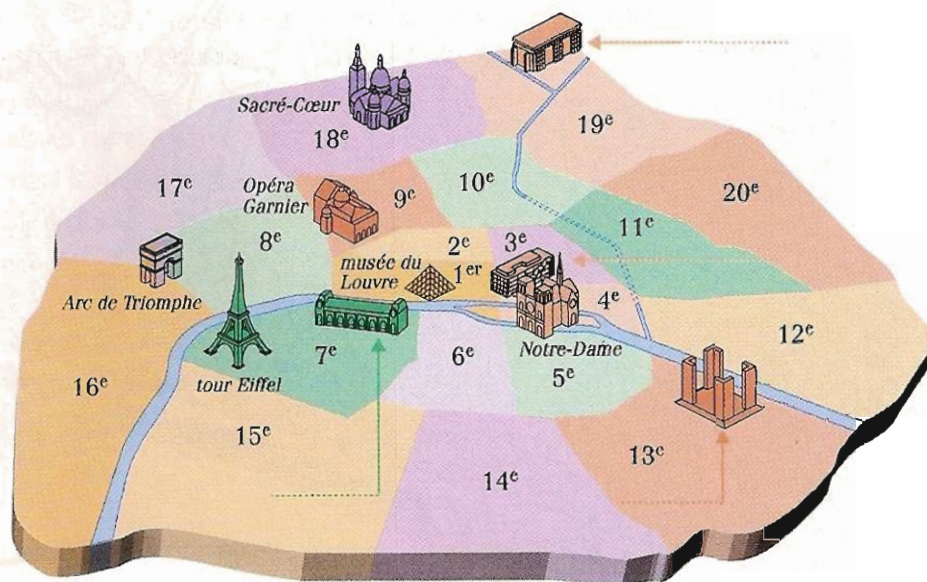 Sacré-Cœur
18e
19e
17e
Opéra
Garnier
9e
10e
20e
11e
8e
2e
3e
musée du
Louvre
1er
Arc de Triomphe
4e
12e
7e
6e
Notre-Dame
5e
16e
tour Eiffel
15e
13e
14e